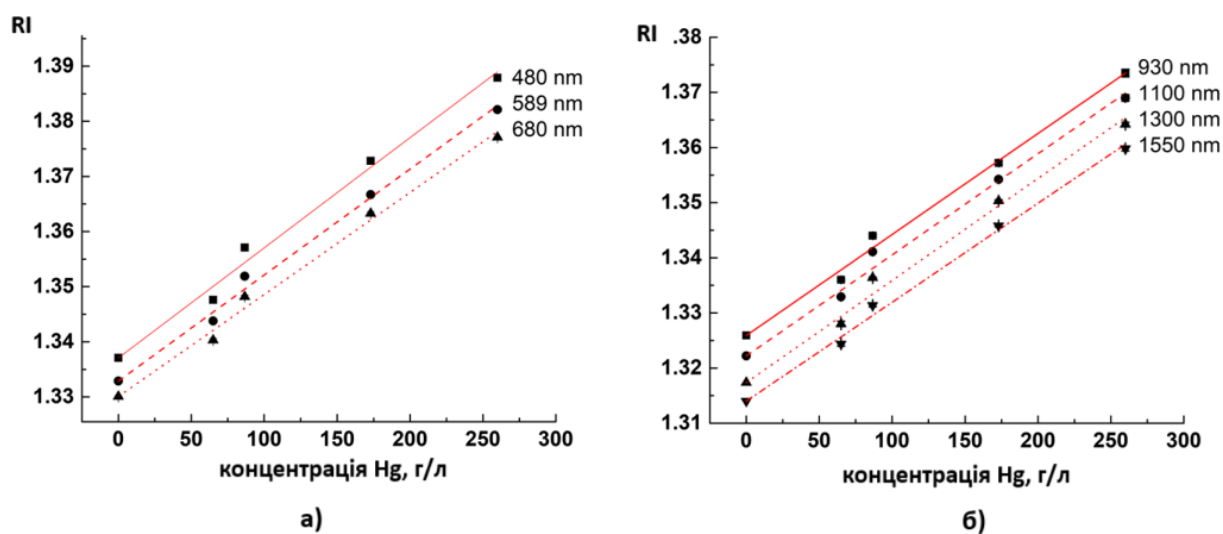 RI
1.39
1.38
1.37
1.36
1.35
1.34
1.33
480 nm
589 nm
680 nm
0 50 100 150 200 250 300
концентрація Hg, г/л
а)
RI
.38
1.37
1.36
1.35
1.34
1.33
1.32
1.31
930 nm
1100 nm
1300 nm
1550 nm
0 50 100 150 200 250 300
концентрація Hg, г/л
б)